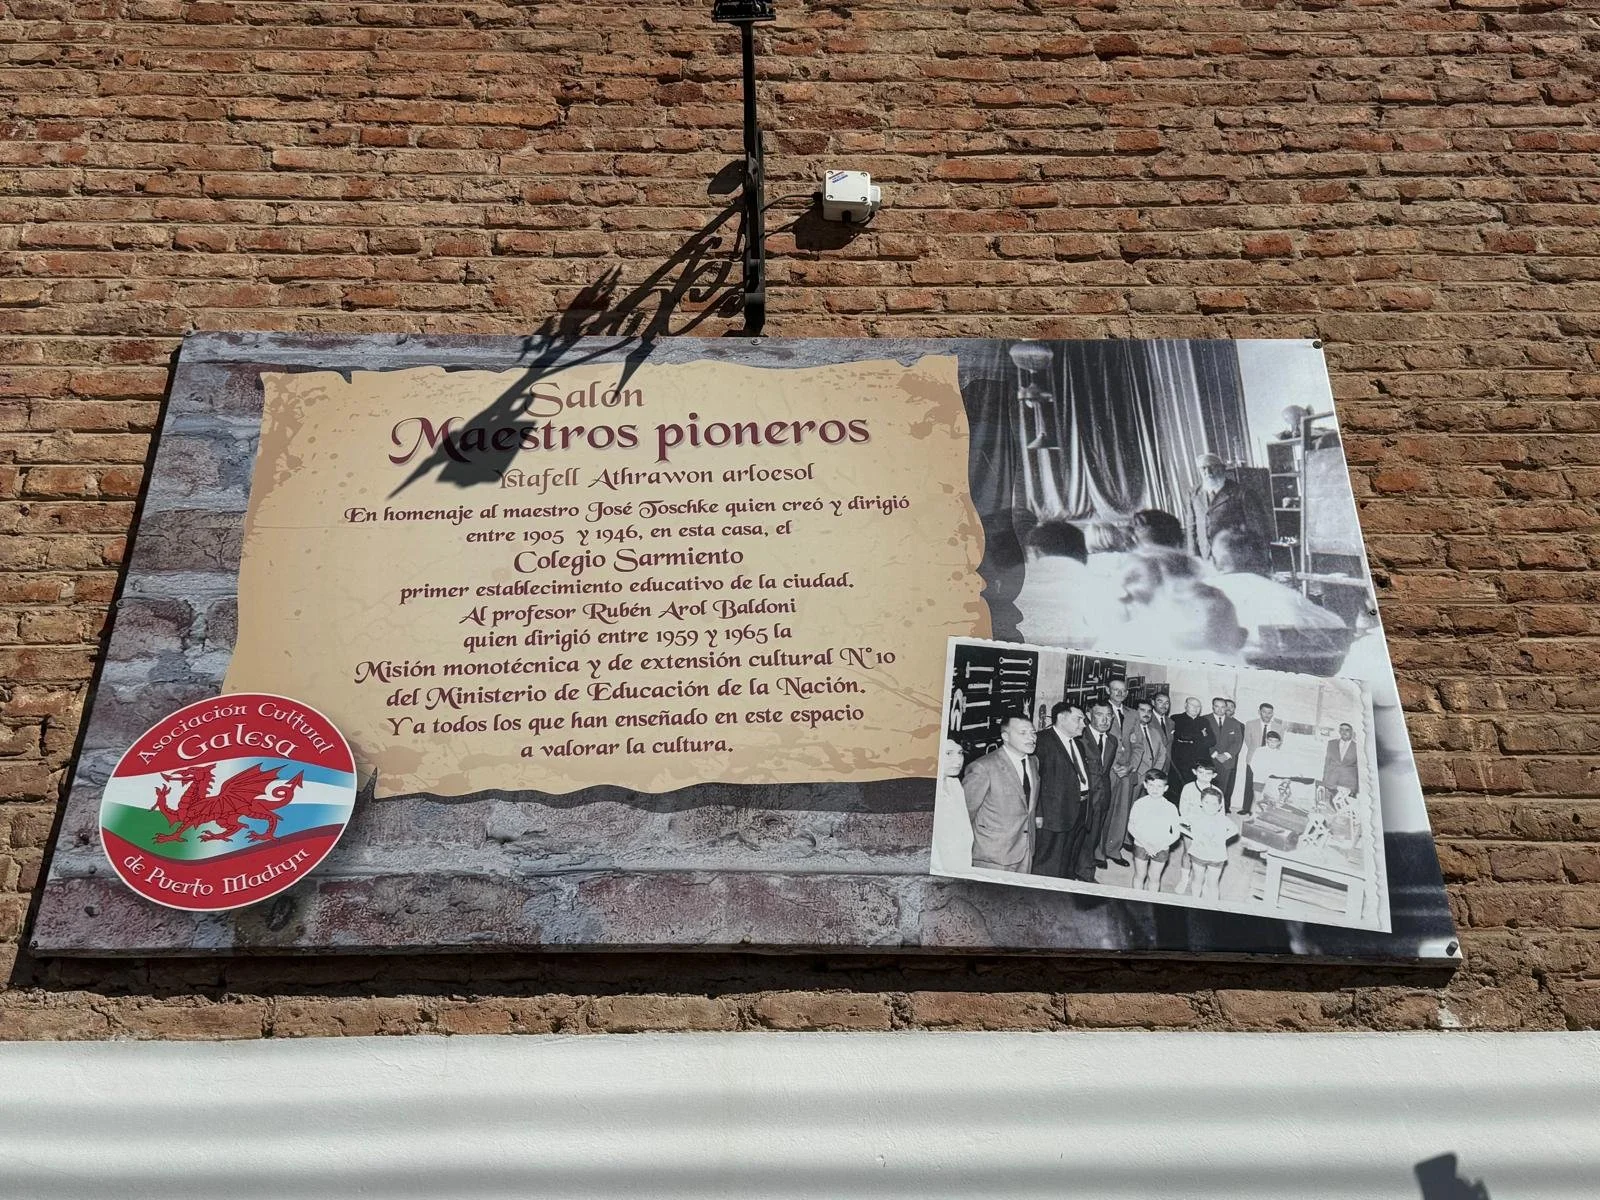 Salón
Maestros pioneros
Ystafell Athrawon arloesol
En homenaje al maestro José Toschke quien creó y dirigió
entre 1905 y 1946, en esta casa, el
Colegio Sarmiento
primer establecimiento educativo de la ciudad.
Al profesor Rubén Arol Baldoni
quien dirigió entre 1959 y 1965 la
Misión monotécnica y de extensión cultural N° 10
del Ministerio de Educación de la Nación.
Y a todos los que han enseñado en este espacio
a valorar la cultura.
Asociación Cultural
Galesa
de Puerto Madryn